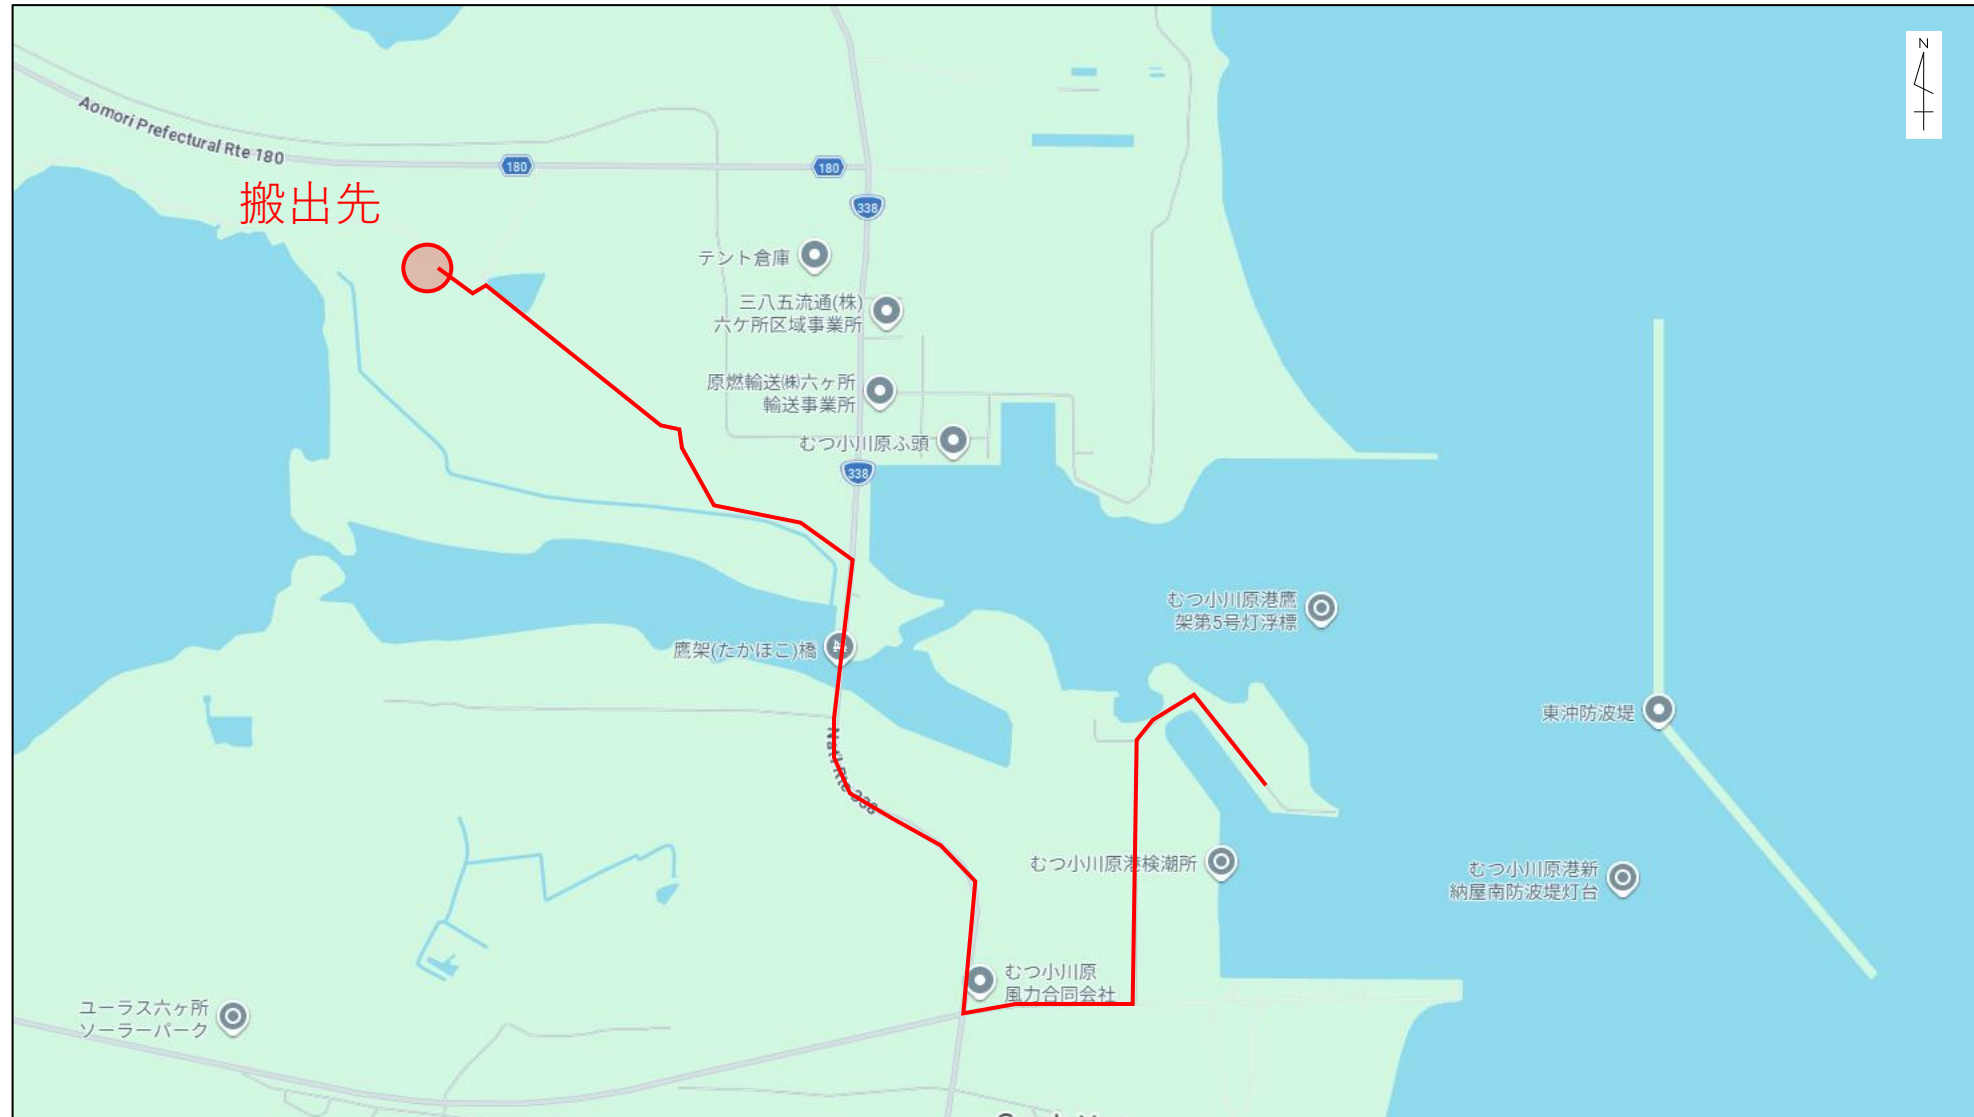 N
Aomori Prefectural Rte 180
180
180
搬出先
338
テント倉庫
三八五流通(株)
六ケ所区域事業所
原燃輸送㈱六ヶ所
輸送事業所
むつ小川原ふ頭
338
むつ小川原港鷹
架第5号灯浮標
鷹架(たかほこ)橋
東沖防波堤
Nat'l Rte 338
むつ小川原港検潮所
むつ小川原港新
納屋南防波堤灯台
むつ小川原
風力合同会社
ユーラス六ヶ所
ソーラーパーク